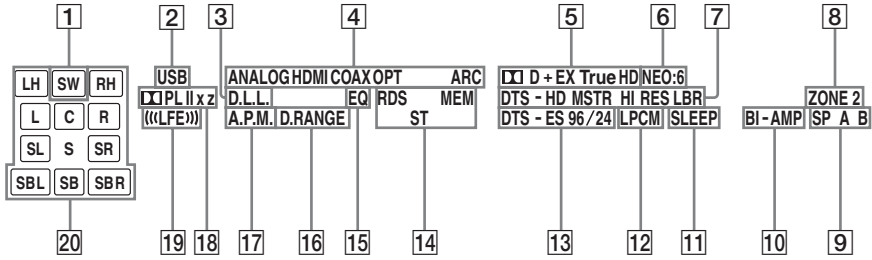 1 2 3 4 5 6 7 8
LH SW RH USB ANALOG HDMI COAX OPT ARC D + EX True HD NEO:6
PL II x z D.L.L. EQ RDS MEM DTS - HD MSTR HI RES LBR ZONE 2
L C R (((LFE))) A.P.M. D.RANGE ST DTS - ES 96/24 LPCM SLEEP BI - AMP SP A B
SL S SR
SBL SB SBR
20 19 18 17 16 15 14 13 12 11 10 9